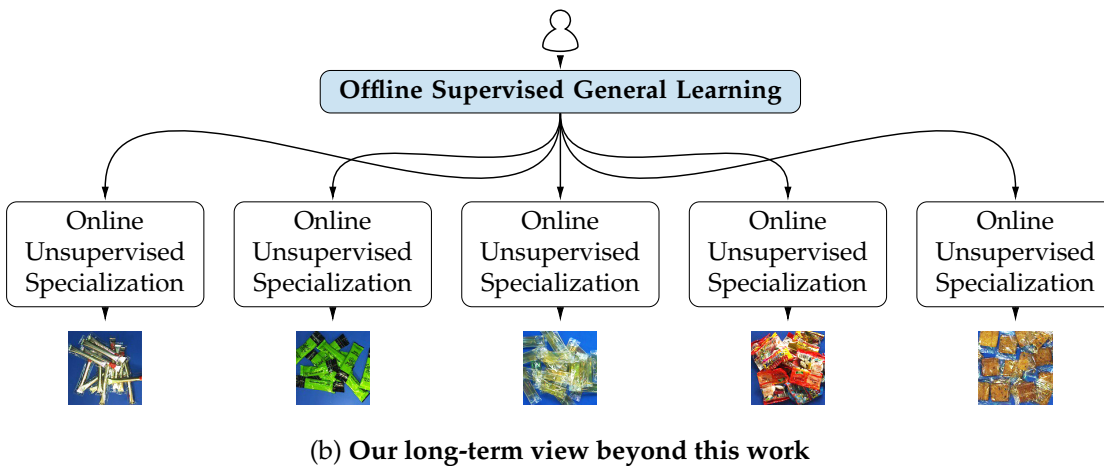 Offline Supervised General Learning
Online
Unsupervised
Specialization
Online
Unsupervised
Specialization
Online
Unsupervised
Specialization
Online
Unsupervised
Specialization
Online
Unsupervised
Specialization
(b) Our long-term view beyond this work